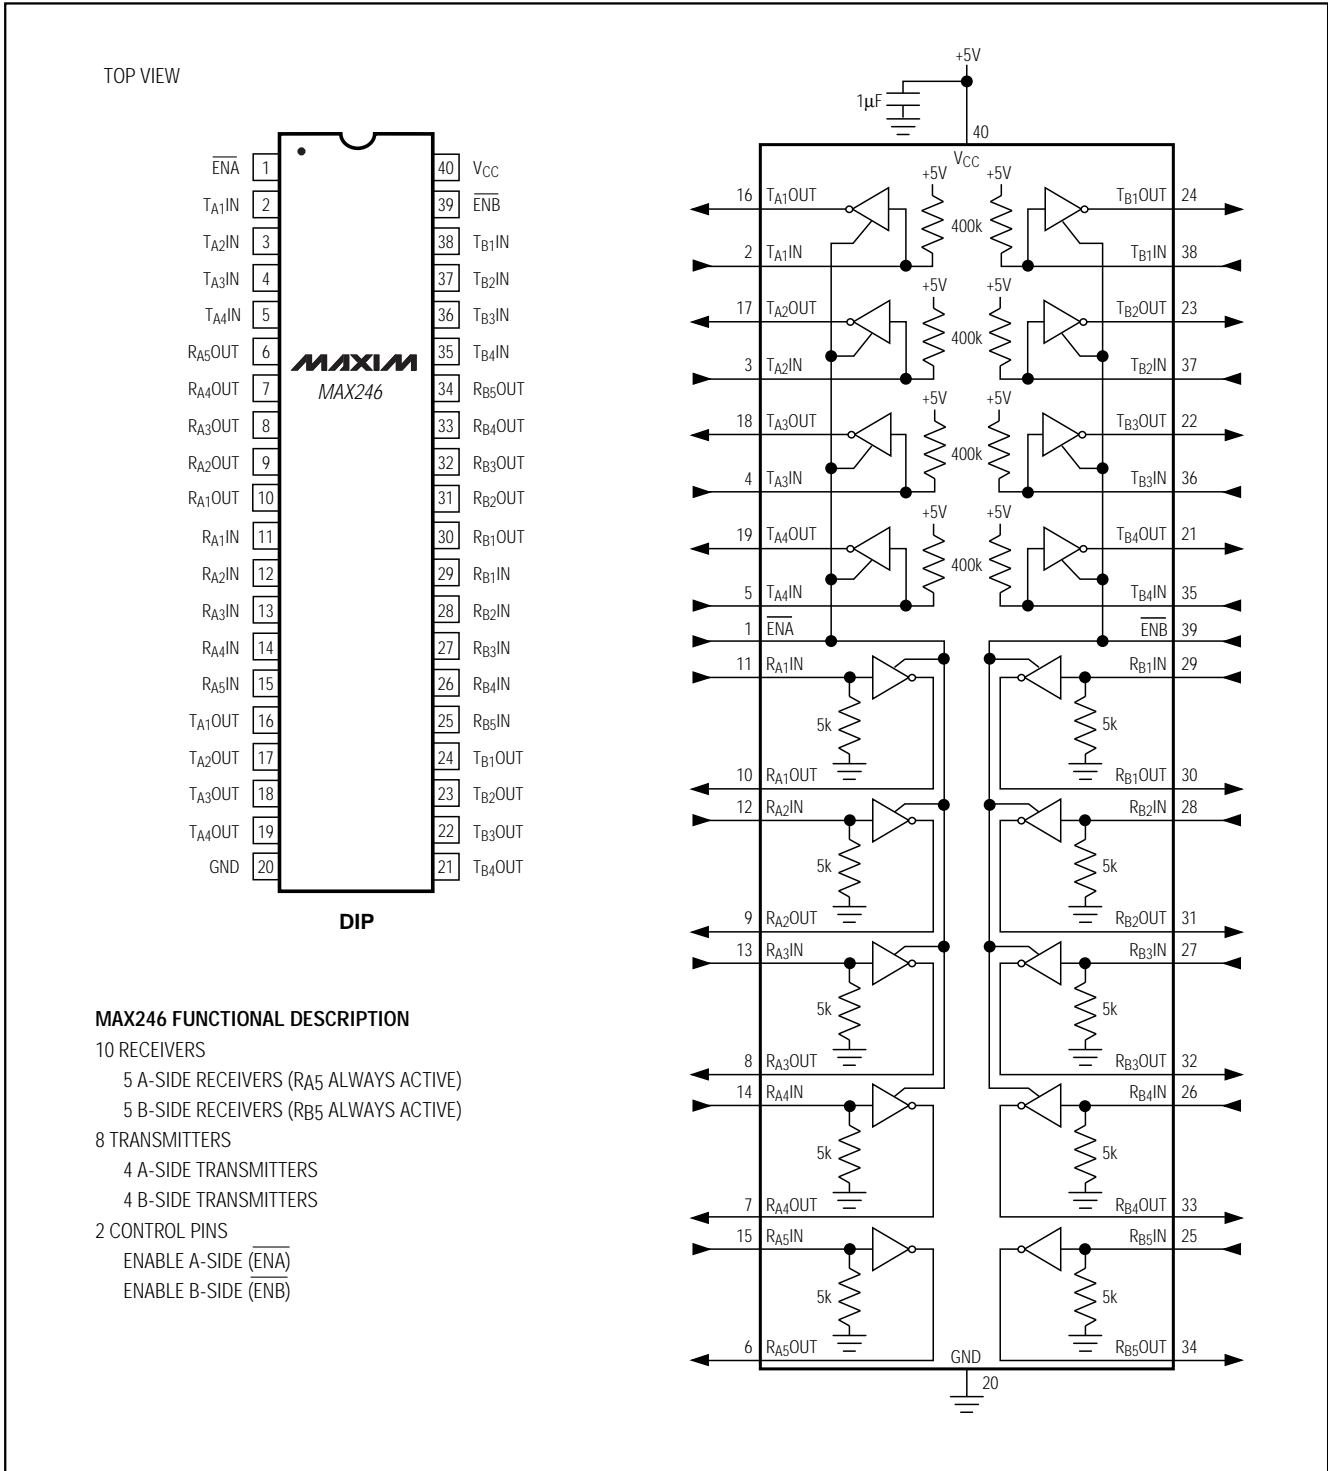 TOP VIEW
ENA 1
TA1IN 2
TA2IN 3
TA3IN 4
TA4IN 5
RA5OUT 6
RA4OUT 7
RA3OUT 8
RA2OUT 9
RA1OUT 10
RA1IN 11
RA2IN 12
RA3IN 13
RA4IN 14
RA5IN 15
TA1OUT 16
TA2OUT 17
TA3OUT 18
TA4OUT 19
GND 20
MAXIM
MAX246
40 VCC
39 ENB
38 TB1IN
37 TB2IN
36 TB3IN
35 TB4IN
34 RB5OUT
33 RB4OUT
32 RB3OUT
31 RB2OUT
30 RB1OUT
29 RB1IN
28 RB2IN
27 RB3IN
26 RB4IN
25 RB5IN
24 TB1OUT
23 TB2OUT
22 TB3OUT
21 TB4OUT
DIP
MAX246 FUNCTIONAL DESCRIPTION
10 RECEIVERS
5 A-SIDE RECEIVERS (RA5 ALWAYS ACTIVE)
5 B-SIDE RECEIVERS (RB5 ALWAYS ACTIVE)
8 TRANSMITTERS
4 A-SIDE TRANSMITTERS
4 B-SIDE TRANSMITTERS
2 CONTROL PINS
ENABLE A-SIDE (ENA)
ENABLE B-SIDE (ENB)
+5V
1µF
40
VCC
+5V +5V
16 TA1OUT TB1OUT 24
400k
2 TA1IN TB1IN 38
+5V +5V
17 TA2OUT TB2OUT 23
400k
3 TA2IN TB2IN 37
+5V +5V
18 TA3OUT TB3OUT 22
400k
4 TA3IN TB3IN 36
+5V +5V
19 TA4OUT TB4OUT 21
400k
5 TA4IN TB4IN 35
1 ENA ENB 39
11 RA1IN RB1IN 29
5k 5k
10 RA1OUT RB1OUT 30
12 RA2IN RB2IN 28
5k 5k
9 RA2OUT RB2OUT 31
13 RA3IN RB3IN 27
5k 5k
8 RA3OUT RB3OUT 32
14 RA4IN RB4IN 26
5k 5k
7 RA4OUT RB4OUT 33
15 RA5IN RB5IN 25
5k 5k
6 RA5OUT RB5OUT 34
GND
20